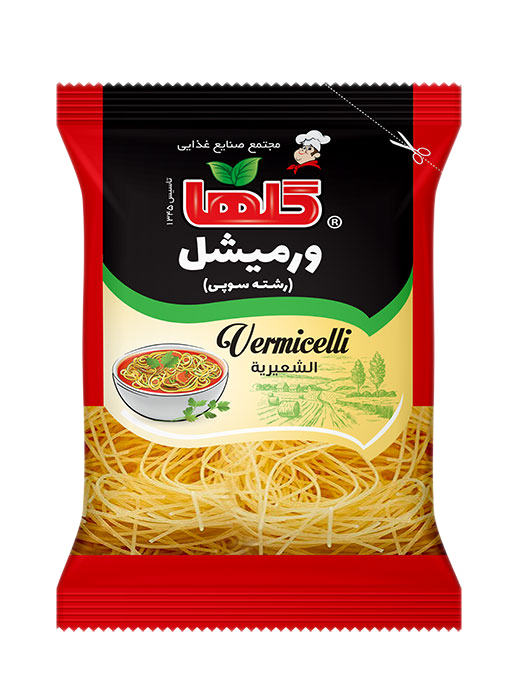 مجتمع صنایع غذایی
گلها
®
تاسیس ۱۳۴۵
ورمیشل
(رشته سوپی)
Vermicelli
الشعيرية